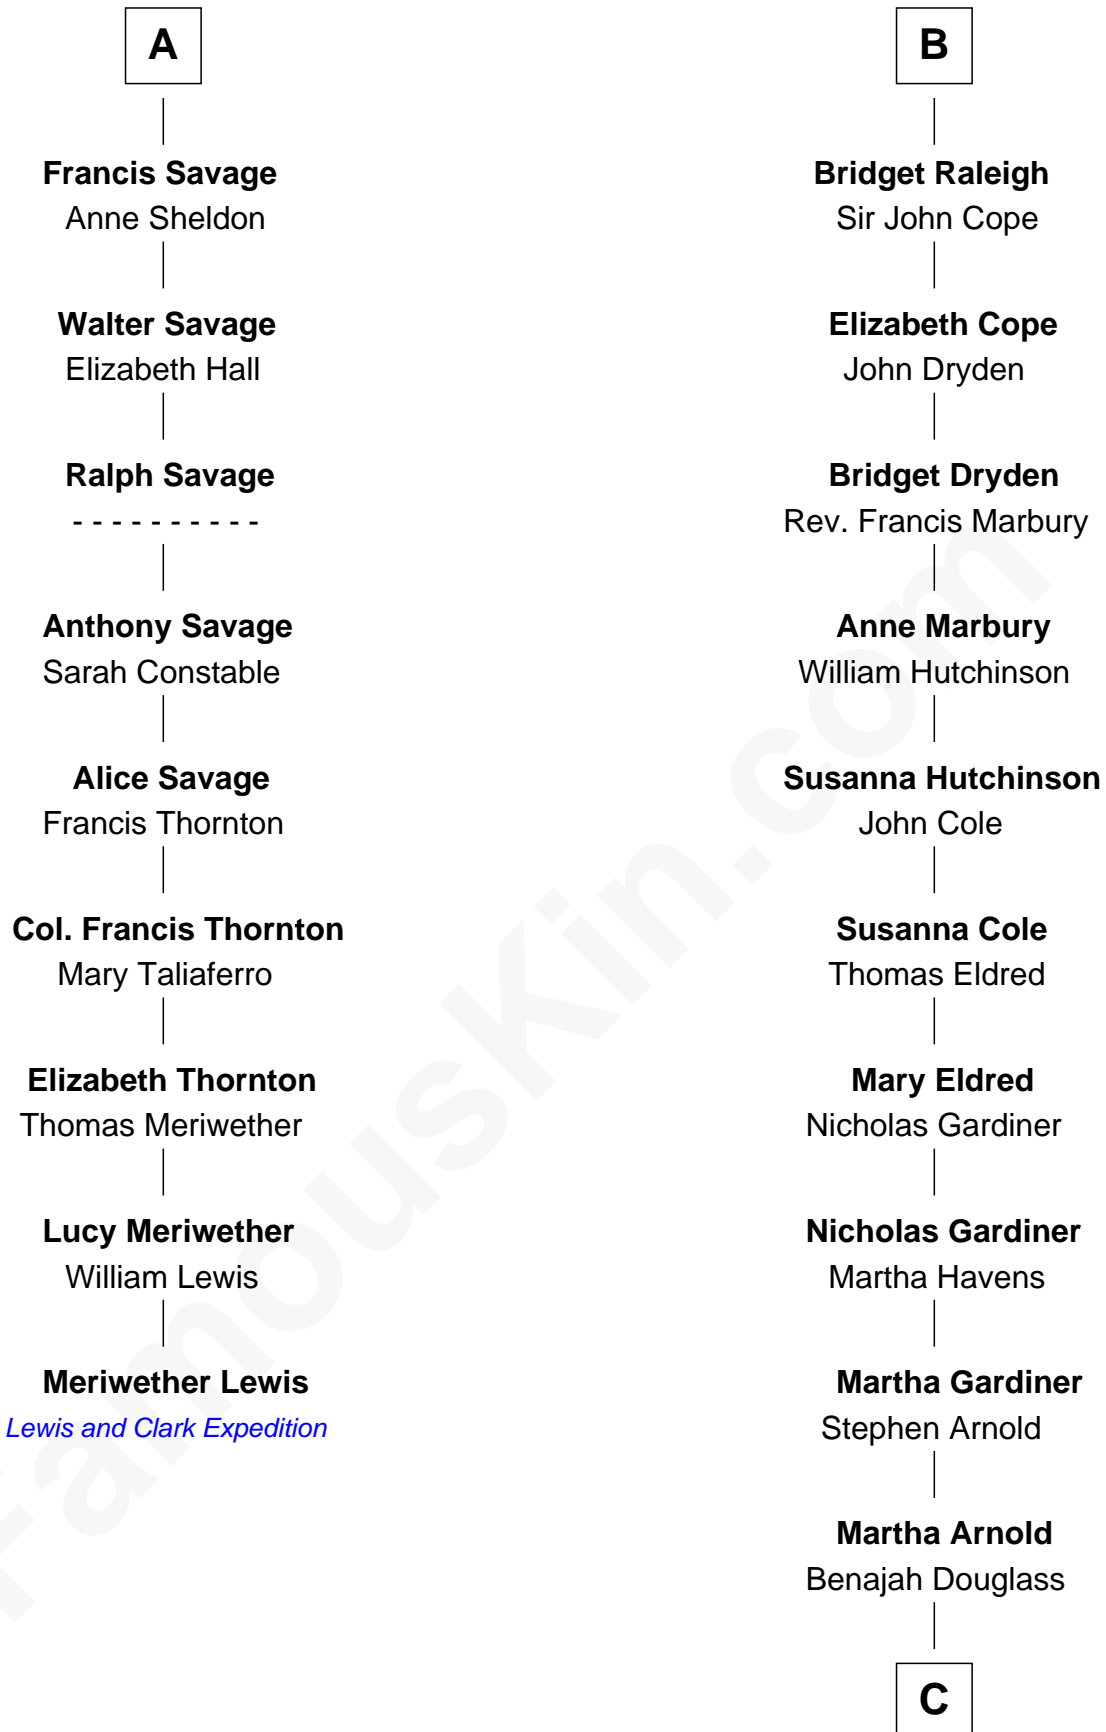 A
Francis Savage
Anne Sheldon
Walter Savage
Elizabeth Hall
Ralph Savage
- - - - - - - - - -
Anthony Savage
Sarah Constable
Alice Savage
Francis Thornton
Col. Francis Thornton
Mary Taliaferro
Elizabeth Thornton
Thomas Meriwether
Lucy Meriwether
William Lewis
Meriwether Lewis
Lewis and Clark Expedition
B
Bridget Raleigh
Sir John Cope
Elizabeth Cope
John Dryden
Bridget Dryden
Rev. Francis Marbury
Anne Marbury
William Hutchinson
Susanna Hutchinson
John Cole
Susanna Cole
Thomas Eldred
Mary Eldred
Nicholas Gardiner
Nicholas Gardiner
Martha Havens
Martha Gardiner
Stephen Arnold
Martha Arnold
Benajah Douglass
C
FamousKin.com